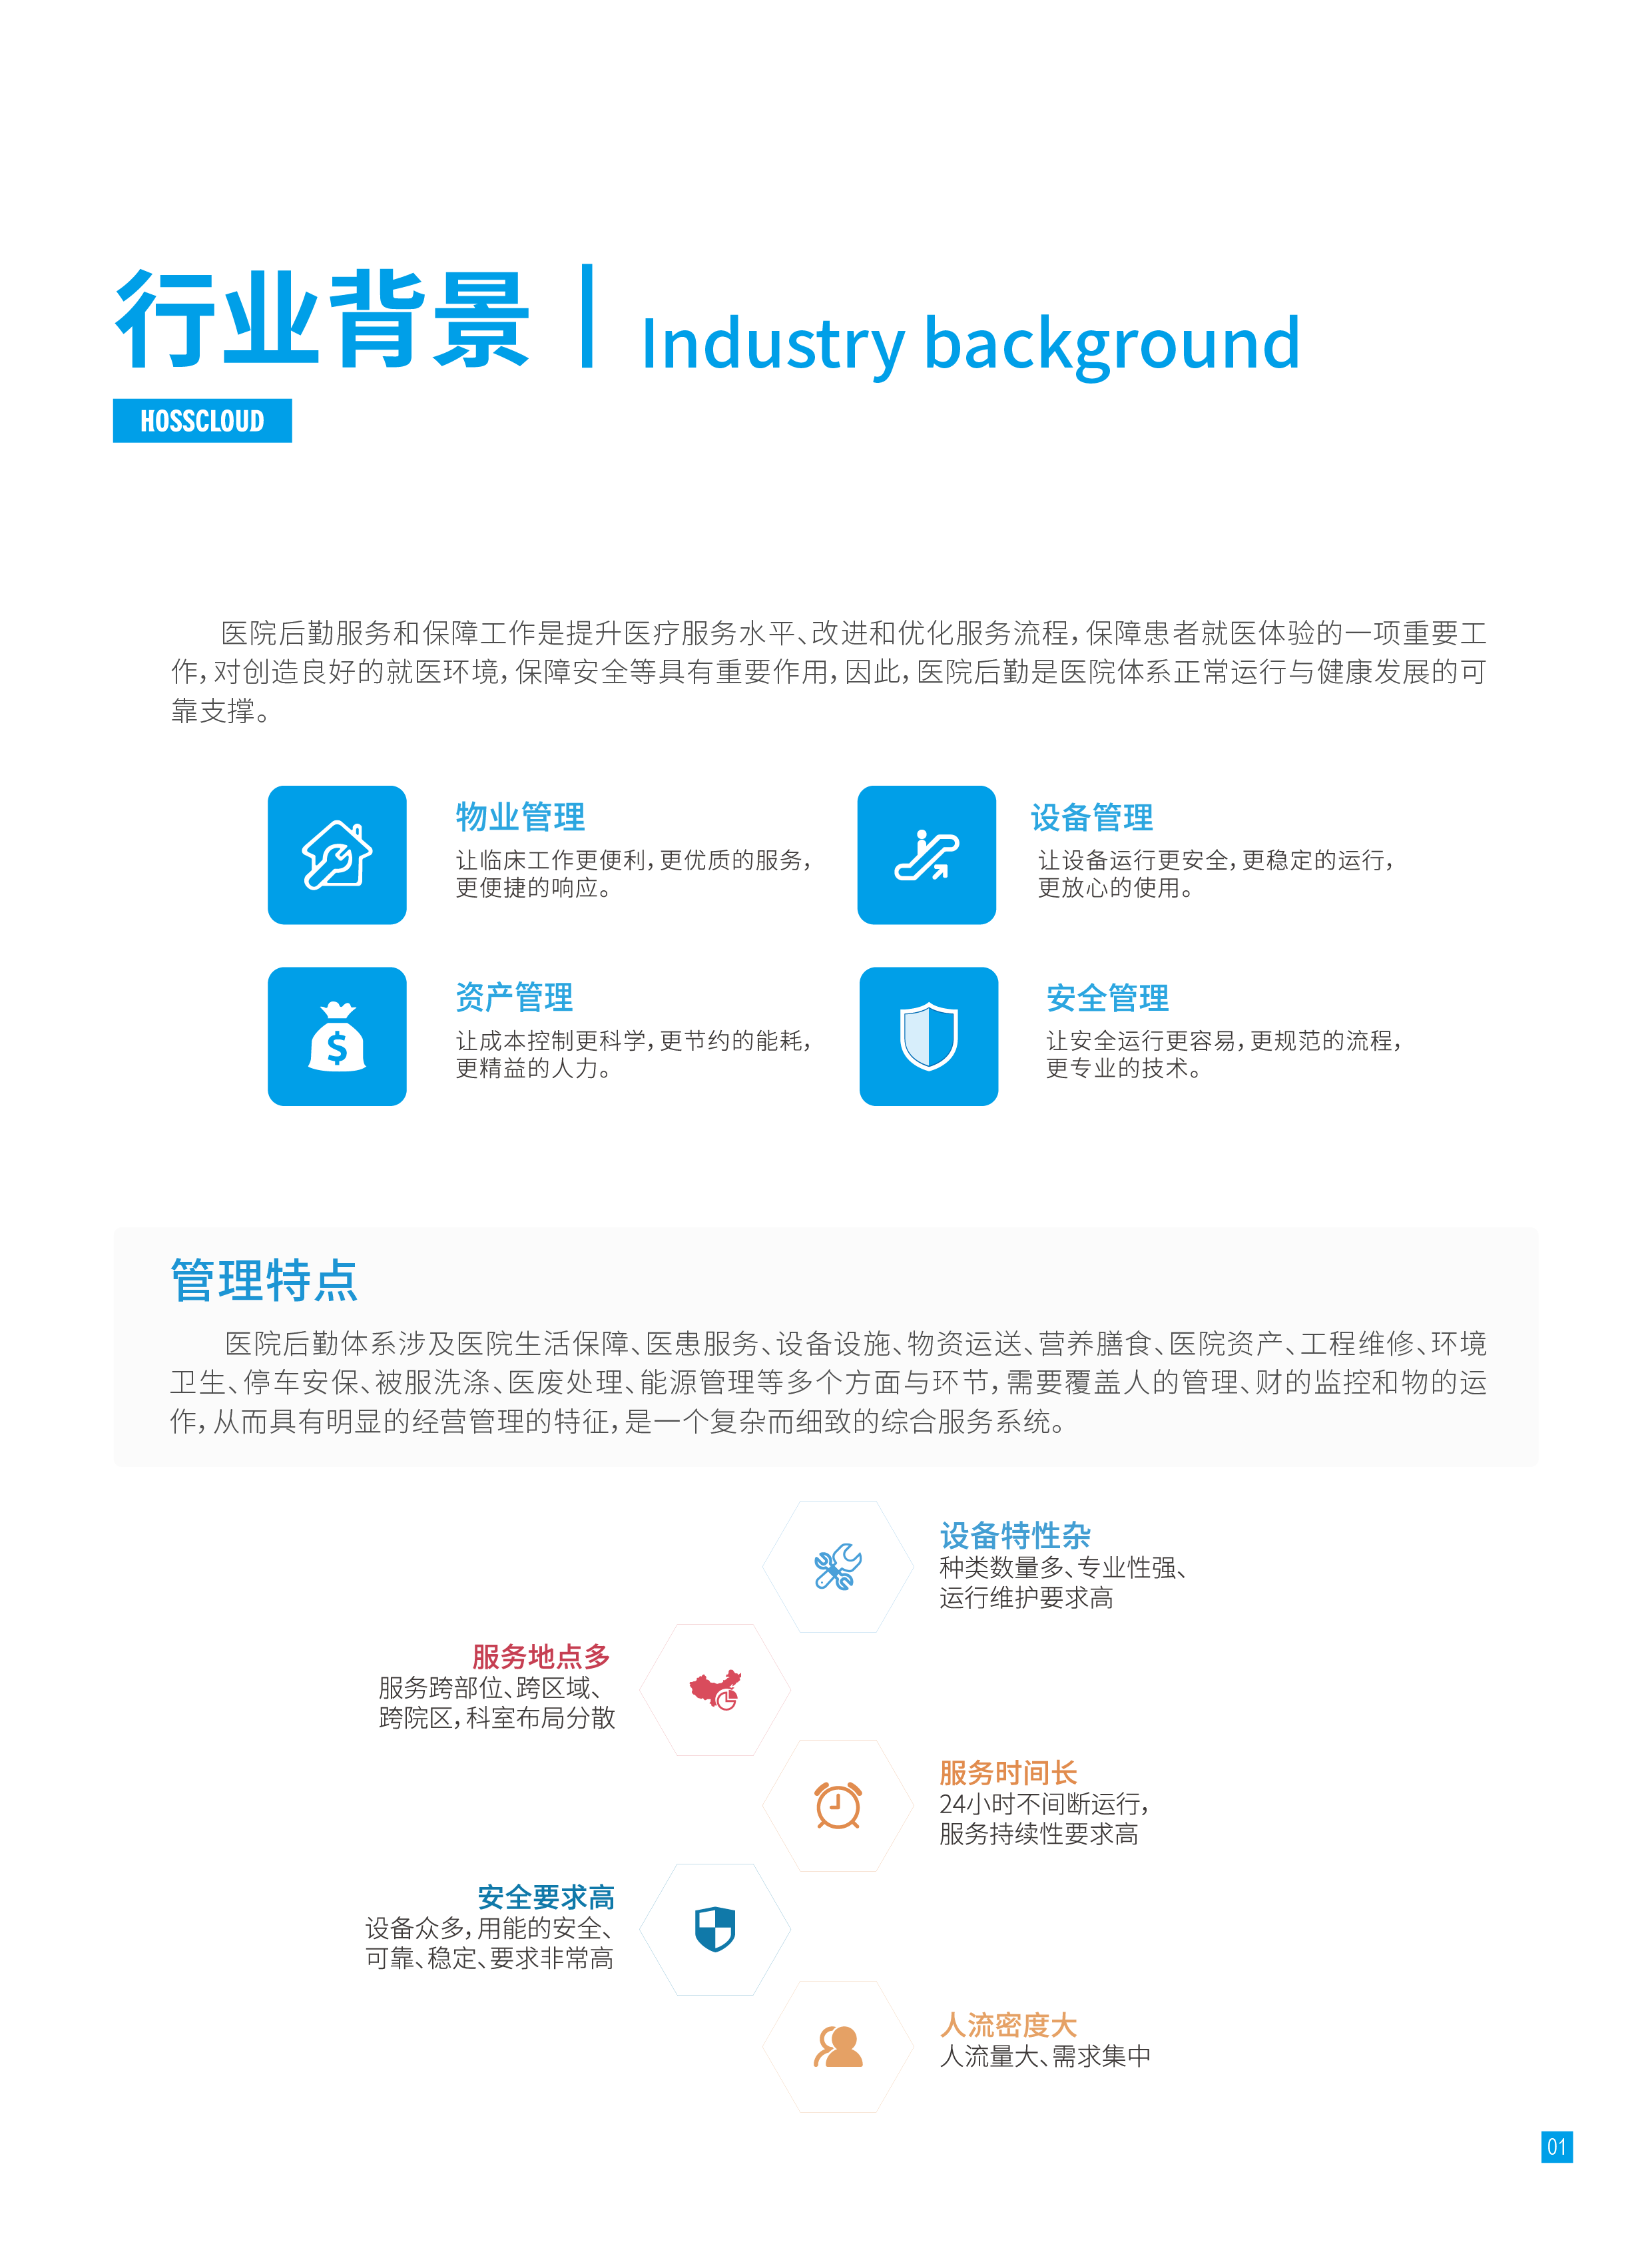 行业背景 | Industry background
HOSSCLOUD
医院后勤服务和保障工作是提升医疗服务水平、改进和优化服务流程，保障患者就医体验的一项重要工
作，对创造良好的就医环境，保障安全等具有重要作用，因此，医院后勤是医院体系正常运行与健康发展的可
靠支撑。
物业管理
让临床工作更便利，更优质的服务，
更便捷的响应。
设备管理
让设备运行更安全，更稳定的运行，
更放心的使用。
资产管理
让成本控制更科学，更节约的能耗，
更精益的人力。
安全管理
让安全运行更容易，更规范的流程，
更专业的技术。
管理特点
医院后勤体系涉及医院生活保障、医患服务、设备设施、物资运送、营养膳食、医院资产、工程维修、环境
卫生、停车安保、被服洗涤、医废处理、能源管理等多个方面与环节，需要覆盖人的管理、财的监控和物的运
作，从而具有明显的经营管理的特征，是一个复杂而细致的综合服务系统。
设备特性杂
种类数量多、专业性强、
运行维护要求高
服务地点多
服务跨部位、跨区域、
跨院区，科室布局分散
服务时间长
24小时不间断运行，
服务持续性要求高
安全要求高
设备众多，用能的安全、
可靠、稳定、要求非常高
人流密度大
人流量大、需求集中
01